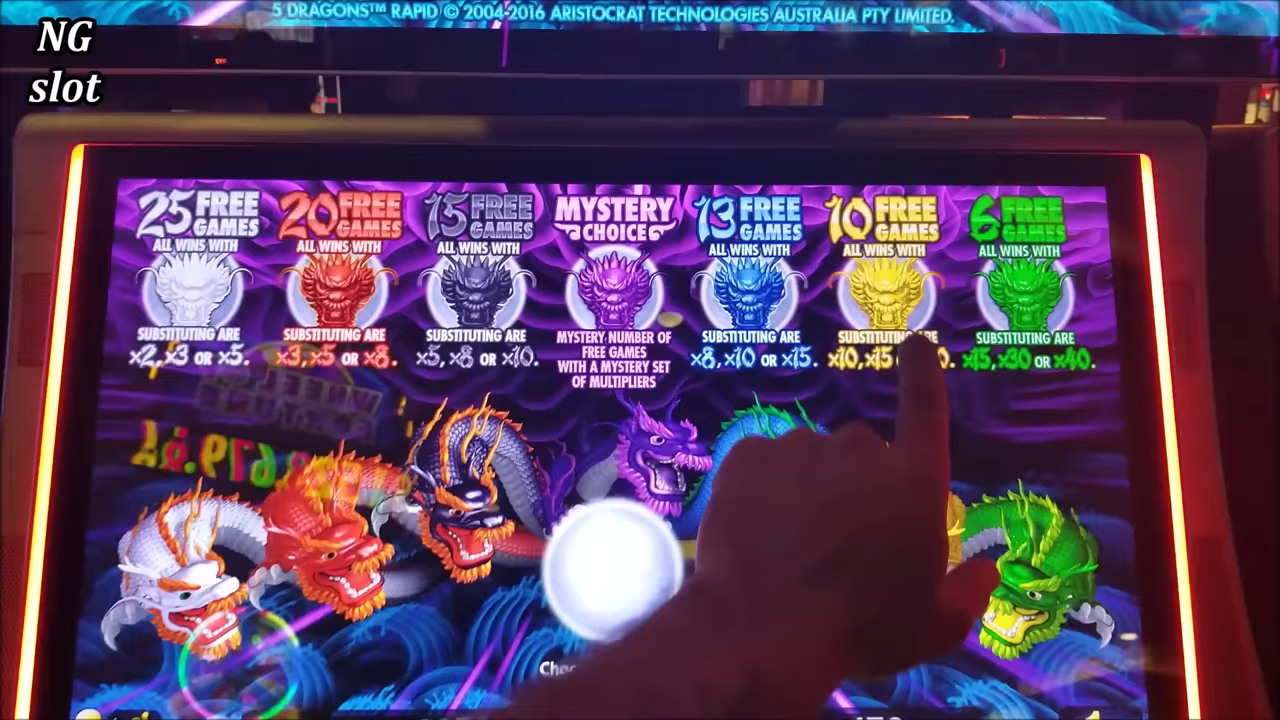 5 DRAGONS™ RAPID © 2004-2016 ARISTOCRAT TECHNOLOGIES AUSTRALIA PTY LIMITED.
NG
slot
25 FREE GAMES
ALL WINS WITH
SUBSTITUTING ARE
x2, x3 OR x5.
20 FREE GAMES
ALL WINS WITH
SUBSTITUTING ARE
x3, x5 OR x8.
15 FREE GAMES
ALL WINS WITH
SUBSTITUTING ARE
x5, x8 OR x10.
MYSTERY
CHOICE
MYSTERY NUMBER OF
FREE GAMES
WITH A MYSTERY SET
OF MULTIPLIERS
13 FREE GAMES
ALL WINS WITH
SUBSTITUTING ARE
x8, x10 OR x15.
10 FREE GAMES
ALL WINS WITH
SUBSTITUTING
x10, x15
6 FREE GAMES
ALL WINS WITH
SUBSTITUTING ARE
x15, x30 OR x40.